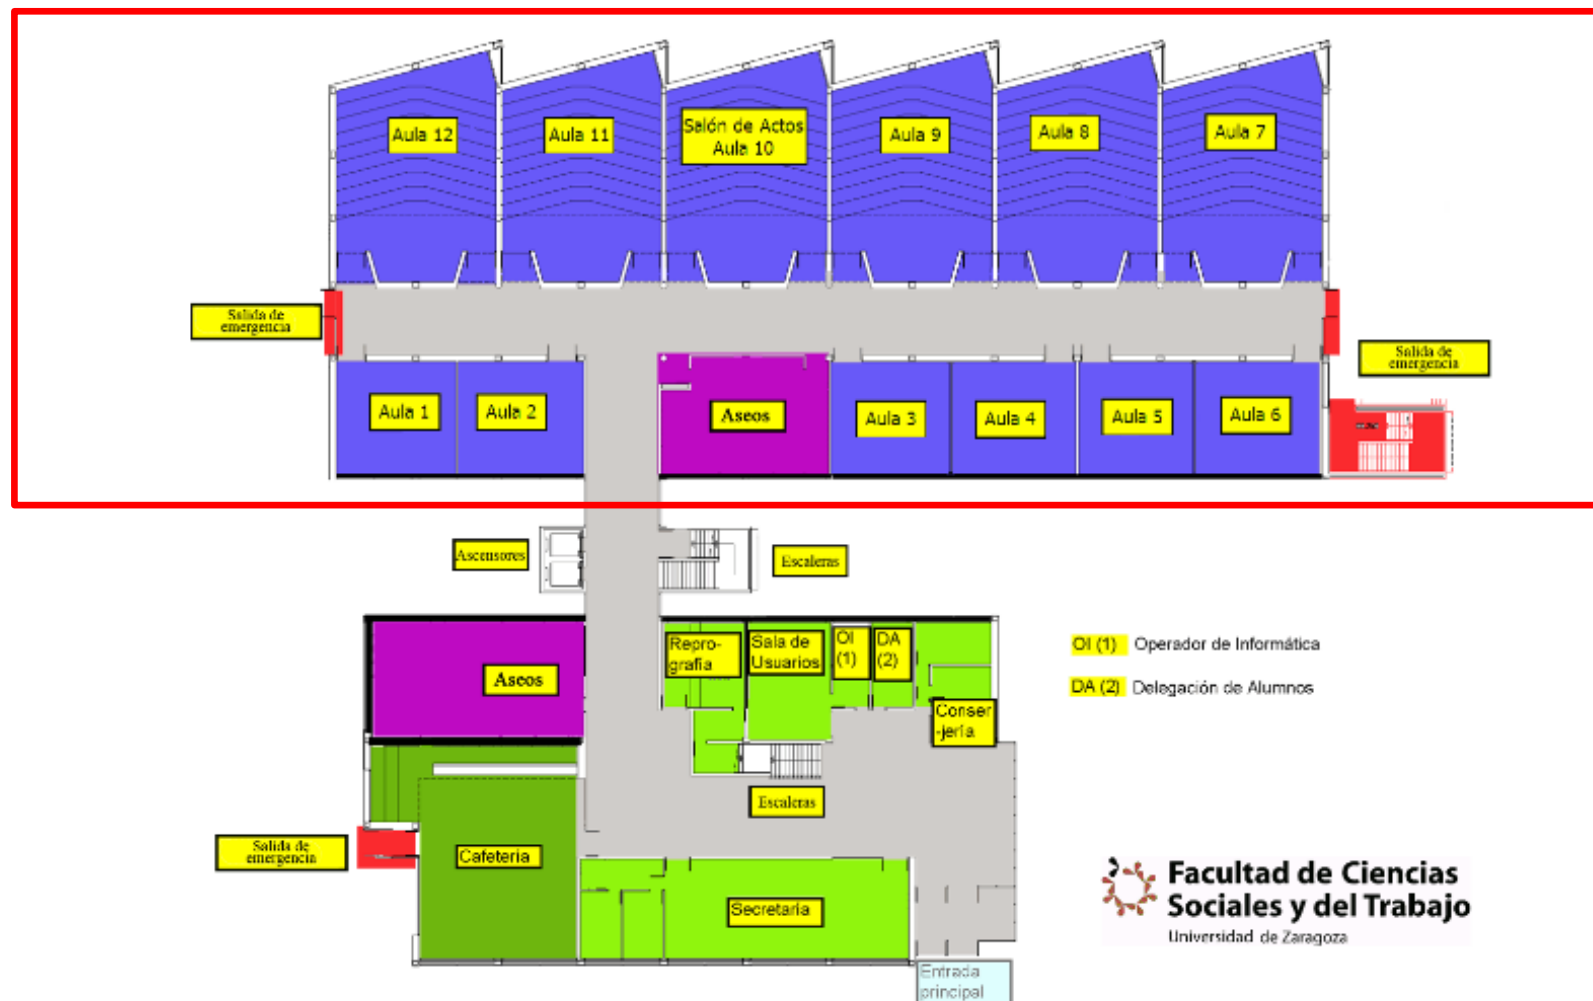 Aula 12
Aula 11
Salón de Actos
Aula 10
Aula 9
Aula 8
Aula 7
Salida de
emergencia
Salida de
emergencia
Aula 1
Aula 2
Aseos
Aula 3
Aula 4
Aula 5
Aula 6
Ascensores
Escaleras
Repro-
grafia
Sala de
Usuarios
OI
(1)
DA
(2)
OI (1) Operador de Informática
Aseos
DA (2) Delegación de Alumnos
Conser
-jería
Escaleras
Salida de
emergencia
Cafeteria
Secretaría
Facultad de Ciencias
Sociales y del Trabajo
Universidad de Zaragoza
Entrada
principal